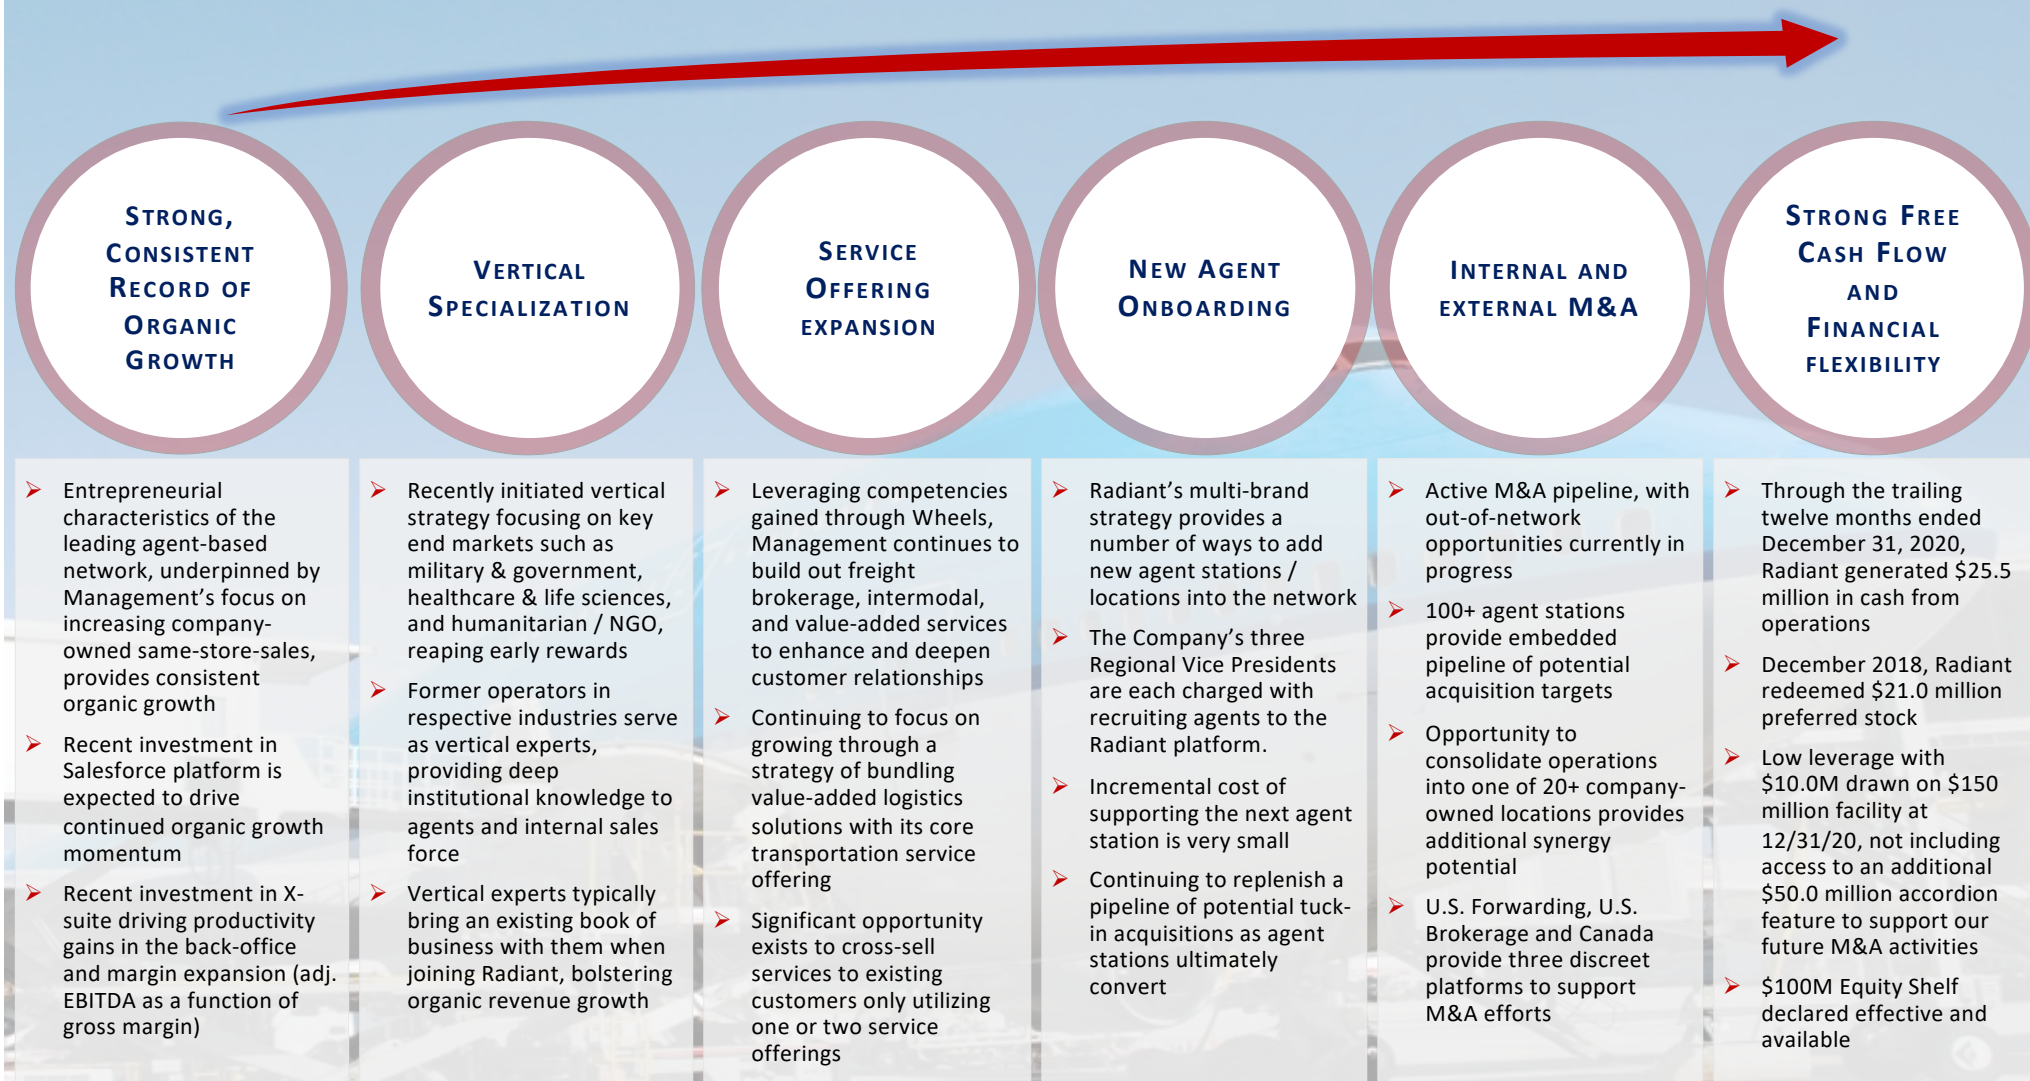 STRONG,
CONSISTENT
RECORD OF
ORGANIC
GROWTH
VERTICAL
SPECIALIZATION
SERVICE
OFFERING
EXPANSION
NEW AGENT
ONBOARDING
INTERNAL AND
EXTERNAL M&A
STRONG FREE
CASH FLOW
AND
FINANCIAL
FLEXIBILITY
➢ Entrepreneurial
characteristics of the
leading agent-based
network, underpinned by
Management’s focus on
increasing company-
owned same-store-sales,
provides consistent
organic growth
➢ Recent investment in
Salesforce platform is
expected to drive
continued organic growth
momentum
➢ Recent investment in X-
suite driving productivity
gains in the back-office
and margin expansion (adj.
EBITDA as a function of
gross margin)
➢ Recently initiated vertical
strategy focusing on key
end markets such as
military & government,
healthcare & life sciences,
and humanitarian / NGO,
reaping early rewards
➢ Former operators in
respective industries serve
as vertical experts,
providing deep
institutional knowledge to
agents and internal sales
force
➢ Vertical experts typically
bring an existing book of
business with them when
joining Radiant, bolstering
organic revenue growth
➢ Leveraging competencies
gained through Wheels,
Management continues to
build out freight
brokerage, intermodal,
and value-added services
to enhance and deepen
customer relationships
➢ Continuing to focus on
growing through a
strategy of bundling
value-added logistics
solutions with its core
transportation service
offering
➢ Significant opportunity
exists to cross-sell
services to existing
customers only utilizing
one or two service
offerings
➢ Radiant’s multi-brand
strategy provides a
number of ways to add
new agent stations /
locations into the network
➢ The Company’s three
Regional Vice Presidents
are each charged with
recruiting agents to the
Radiant platform.
➢ Incremental cost of
supporting the next agent
station is very small
➢ Continuing to replenish a
pipeline of potential tuck-
in acquisitions as agent
stations ultimately
convert
➢ Active M&A pipeline, with
out-of-network
opportunities currently in
progress
➢ 100+ agent stations
provide embedded
pipeline of potential
acquisition targets
➢ Opportunity to
consolidate operations
into one of 20+ company-
owned locations provides
additional synergy
potential
➢ U.S. Forwarding, U.S.
Brokerage and Canada
provide three discreet
platforms to support
M&A efforts
➢ Through the trailing
twelve months ended
December 31, 2020,
Radiant generated $25.5
million in cash from
operations
➢ December 2018, Radiant
redeemed $21.0 million
preferred stock
➢ Low leverage with
$10.0M drawn on $150
million facility at
12/31/20, not including
access to an additional
$50.0 million accordion
feature to support our
future M&A activities
➢ $100M Equity Shelf
declared effective and
available